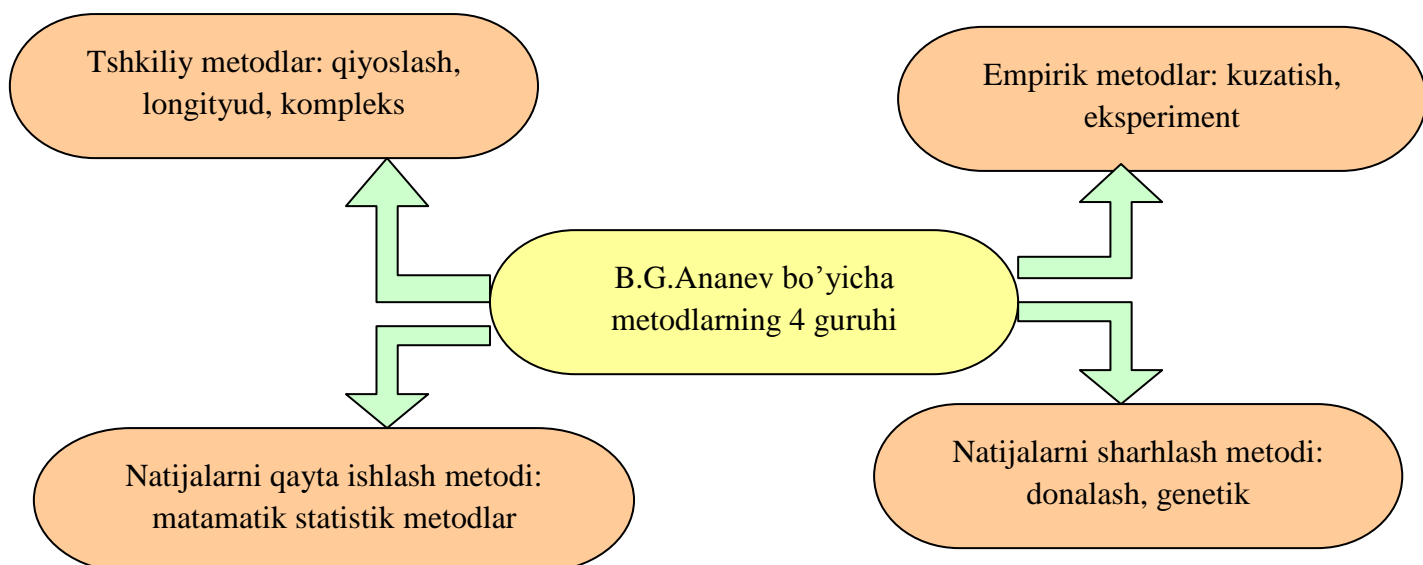 Tshkiliy metodlar: qiyoslash,
longityud, kompleks
Empirik metodlar: kuzatish,
eksperiment
B.G.Ananev bo’yicha
metodlarning 4 guruhi
Natijalarni qayta ishlash metodi:
matamatik statistik metodlar
Natijalarni sharhlash metodi:
donalash, genetik